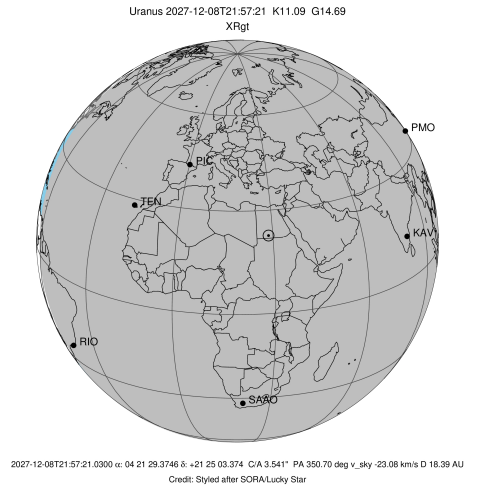 Uranus 2027-12-08T21:57:21 K11.09 G14.69
XRgt
PMO
PIC
TEN
KAV
RIO
SAAO
2027-12-08T21:57:21.0300 α: 04 21 29.3746 δ: +21 25 03.374 C/A 3.541" PA 350.70 deg v_sky -23.08 km/s D 18.39 AU
Credit: Styled after SORA/Lucky Star